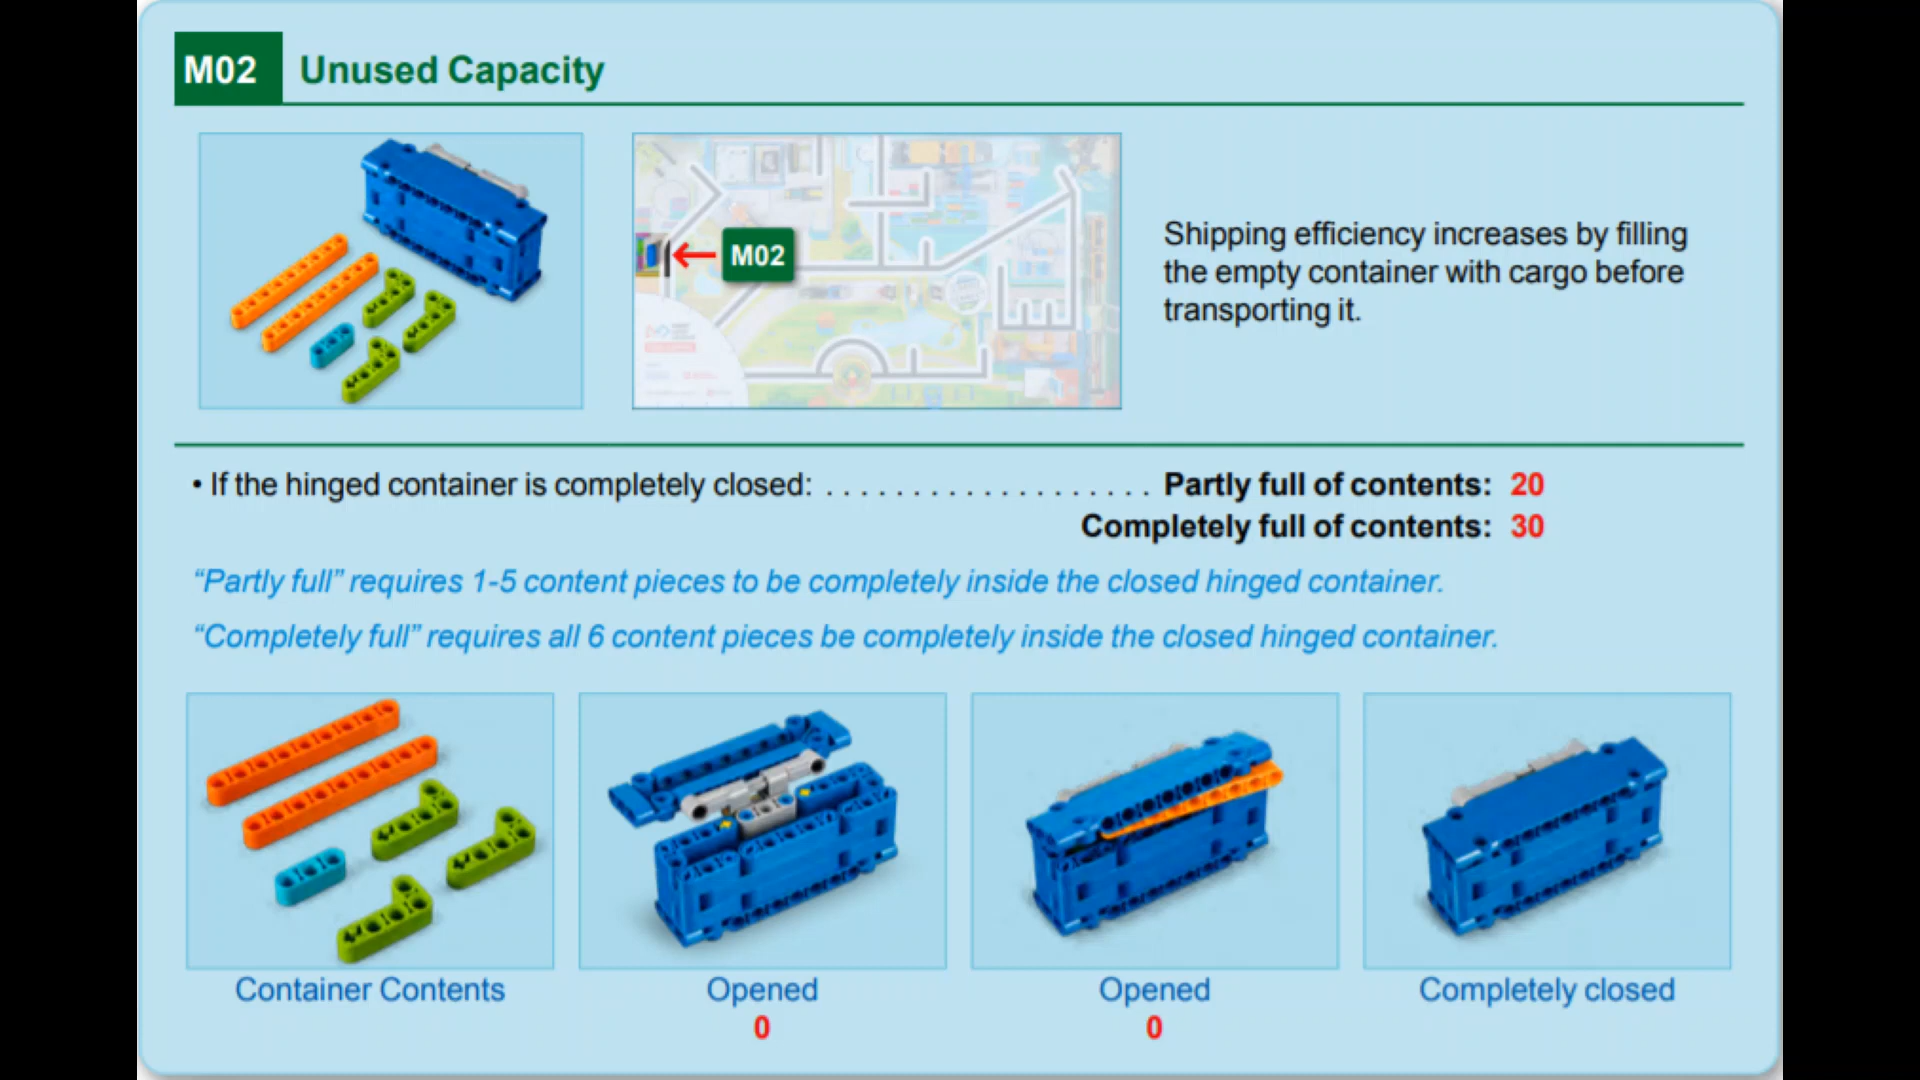 M02 Unused Capacity
M02
Shipping efficiency increases by filling
the empty container with cargo before
transporting it.
• If the hinged container is completely closed: . . . . . . . . . . . . . . . . . . . Partly full of contents: 20
Completely full of contents: 30
“Partly full” requires 1-5 content pieces to be completely inside the closed hinged container.
“Completely full” requires all 6 content pieces be completely inside the closed hinged container.
Container Contents
Opened
0
Opened
0
Completely closed